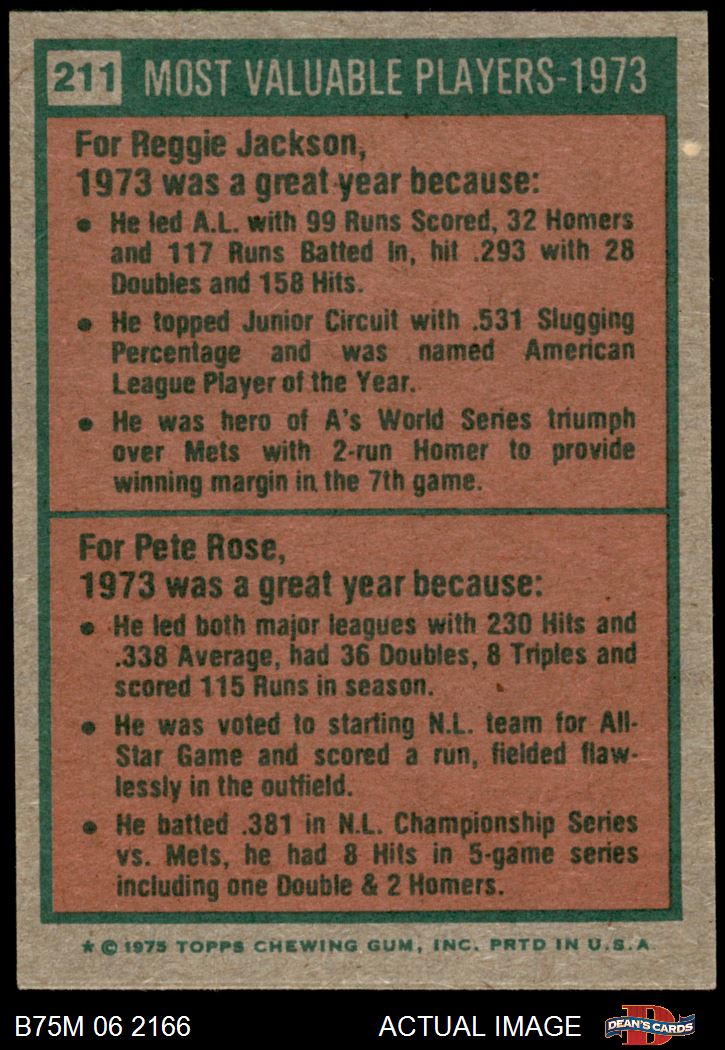 211 MOST VALUABLE PLAYERS-1973
For Reggie Jackson,
1973 was a great year because:
• He led A.L. with 99 Runs Scored, 32 Homers
and 117 Runs Batted In, hit .293 with 28
Doubles and 158 Hits.
• He topped Junior Circuit with .531 Slugging
Percentage and was named American
League Player of the Year.
• He was hero of A's World Series triumph
over Mets with 2-run Homer to provide
winning margin in the 7th game.
For Pete Rose,
1973 was a great year because:
• He led both major leagues with 230 Hits and
.338 Average, had 36 Doubles, 8 Triples and
scored 115 Runs in season.
• He was voted to starting N.L. team for All-
Star Game and scored a run, fielded flaw-
lessly in the outfield.
• He batted .381 in N.L. Championship Series
vs. Mets, he had 8 Hits in 5-game series
including one Double & 2 Homers.
* © 1975 TOPPS CHEWING GUM, INC. PRTD IN U.S.A
B75M 06 2166 ACTUAL IMAGE D DEAN'S CARDS